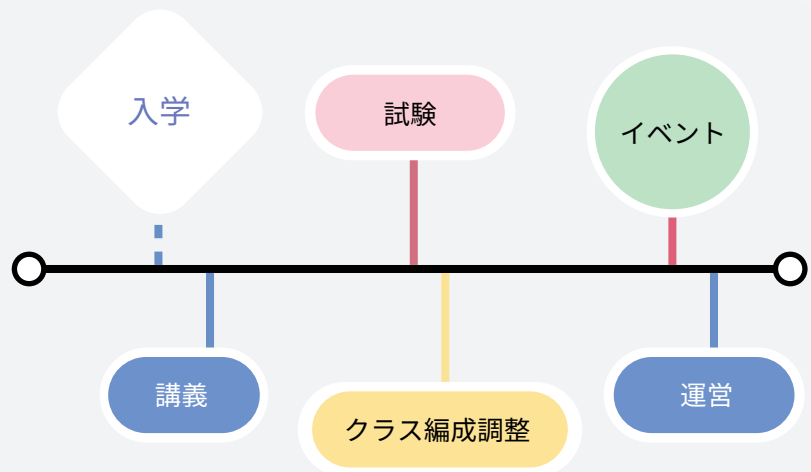 入学
試験
イベント
講義
クラス編成調整
運営